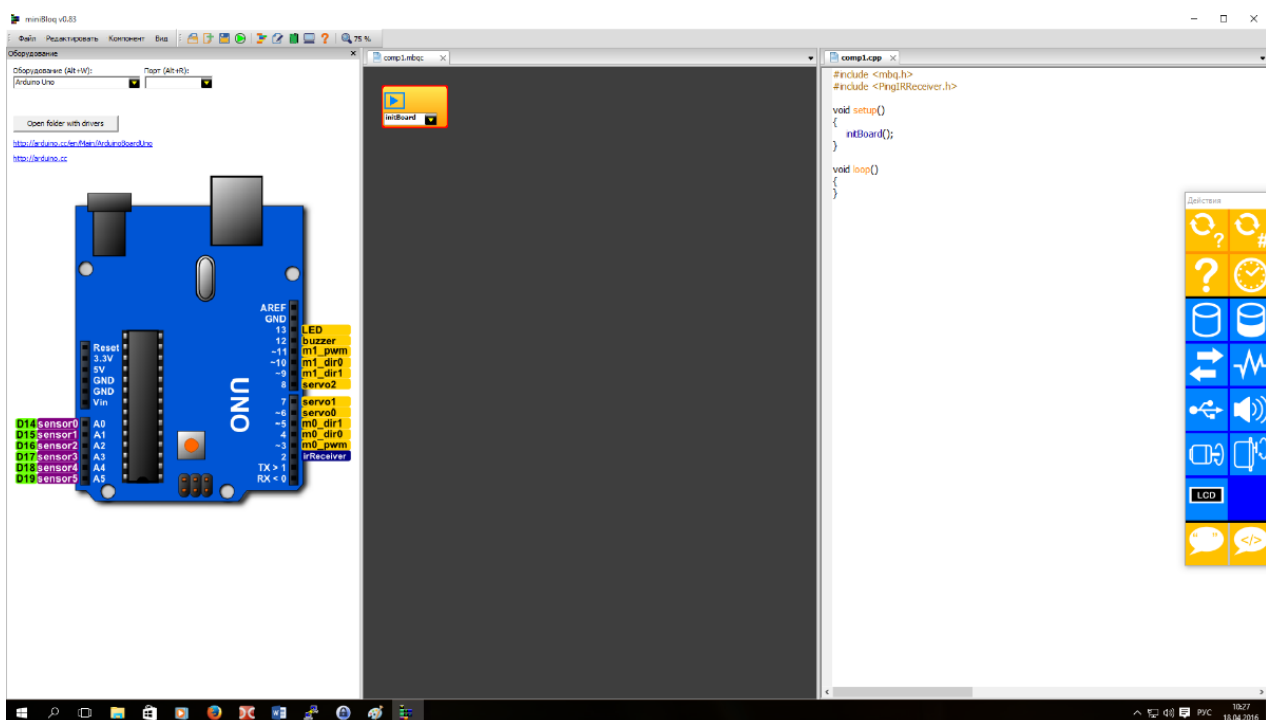 miniBloq v0.83
Файл Редактировать Компонент Вид 75 %
Оборудование
Оборудование (Alt+W): Порт (Alt+R):
Arduino Uno
Open folder with drivers
http://arduino.cc/en/Main/ArduinoBoardUno
http://arduino.cc
AREF
GND
13 LED
12 buzzer
~11 m1_pwm
~10 m1_dir0
~9 m1_dir1
8 servo2
7 servo1
~6 servo0
~5 m0_dir1
4 m0_dir0
~3 m0_pwm
2 irReceiver
TX > 1
RX < 0
UNO
Reset
3.3V
5V
GND
GND
Vin
D14 sensor0 A0
D15 sensor1 A1
D16 sensor2 A2
D17 sensor3 A3
D18 sensor4 A4
D19 sensor5 A5
comp1.mbqc
initBoard
comp1.cpp
#include <mbq.h>
#include <PingIRReceiver.h>
void setup()
{
initBoard();
}
void loop()
{
}
Действия
? #
?
LCD
" " </>
РУС 10:27
18.04.2016